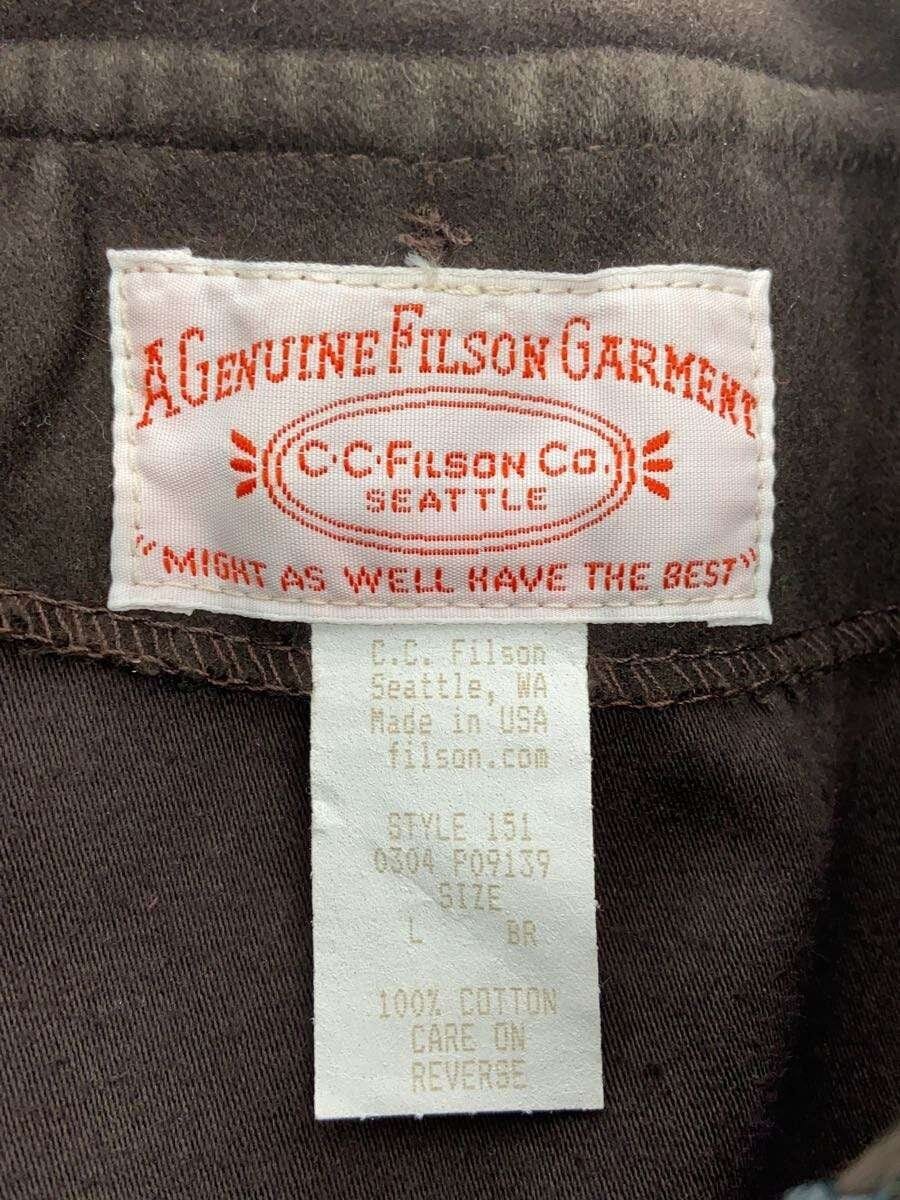 A GENUINE FILSON GARMENT
C·C·FILSON CO.
SEATTLE
"MIGHT AS WELL HAVE THE BEST"
C.C. Filson
Seattle, WA
Made in USA
filson.com
STYLE 151
0304 P09139
SIZE
L BR
100% COTTON
CARE ON
REVERSE